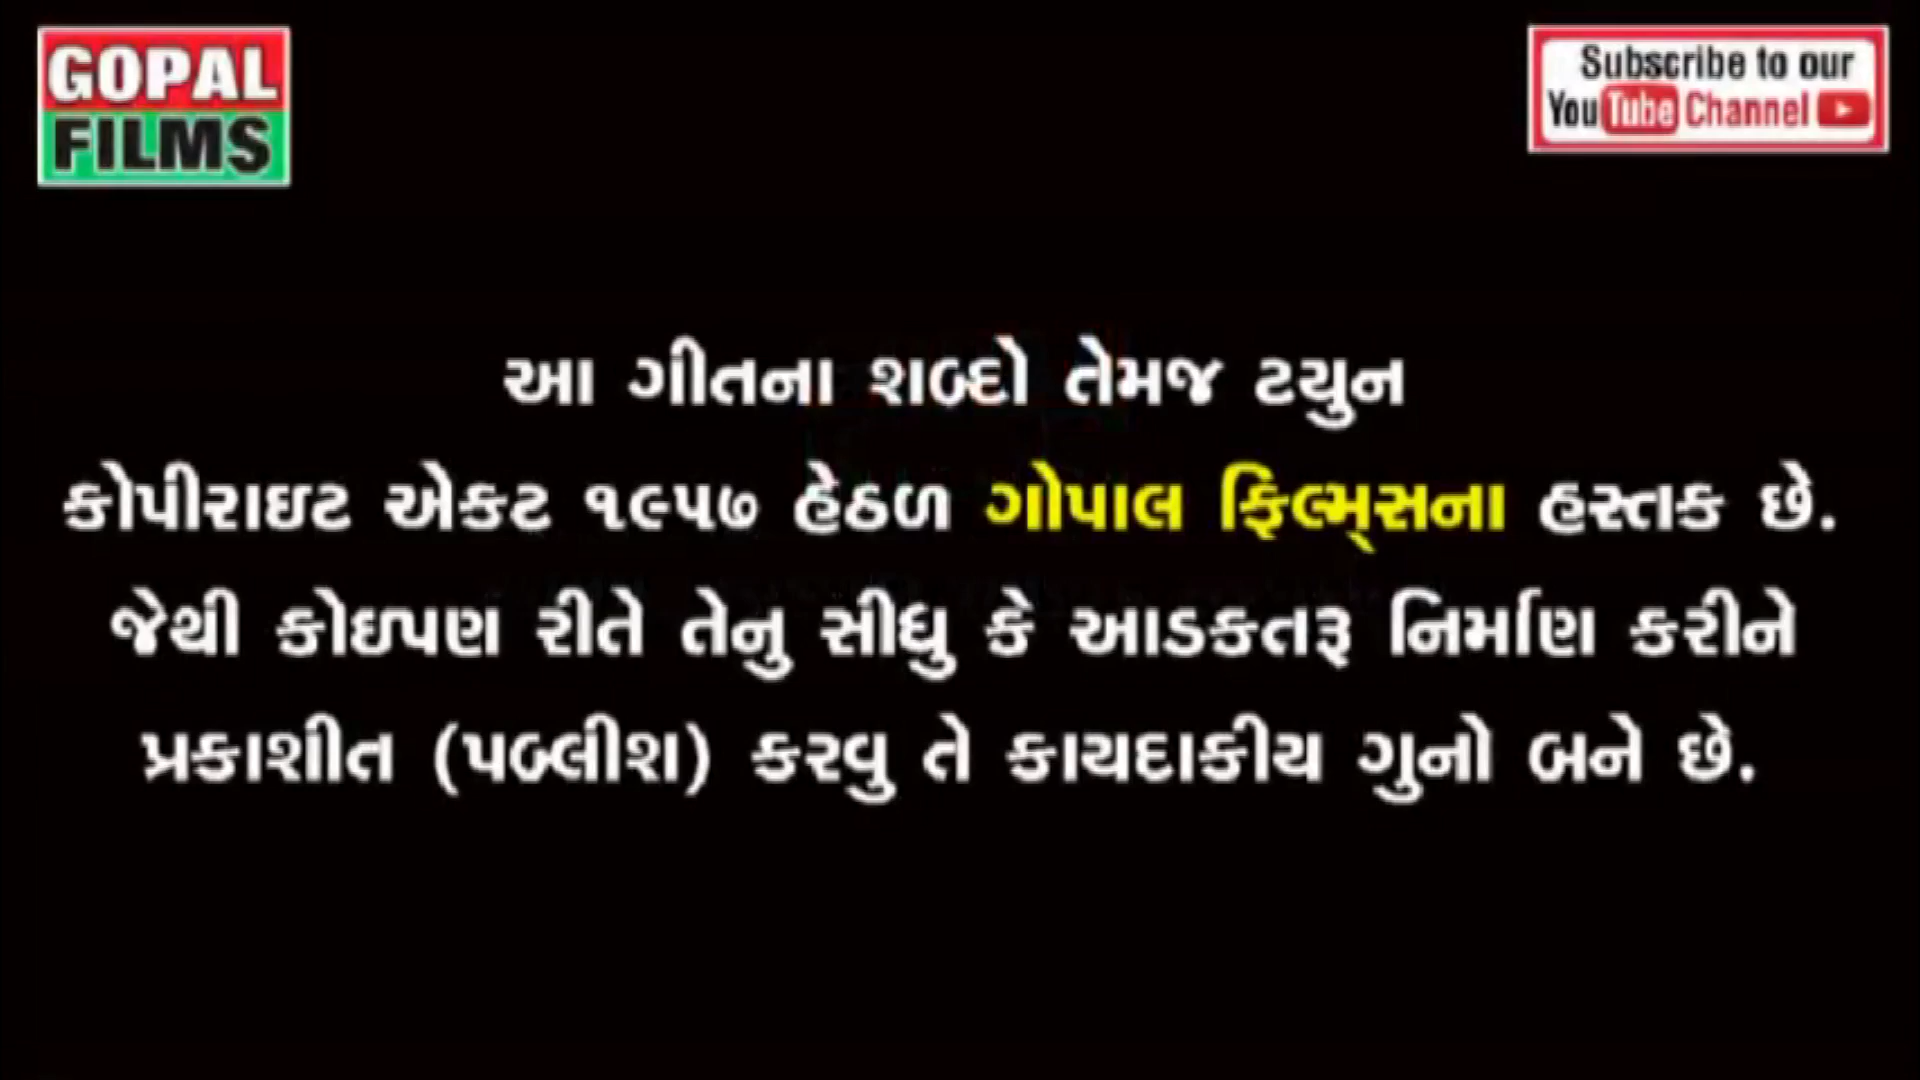 GOPAL
FILMS
Subscribe to our
YouTube Channel
આ ગીતના શબ્દો તેમજ ટયુન
કોપીરાઇટ એકટ ૧૯૫૭ હેઠળ ગોપાલ ફિલ્મ્સના હસ્તક છે.
જેથી કોઇપણ રીતે તેનુ સીધુ કે આડકતરૂ નિર્માણ કરીને
પ્રકાશીત (પબ્લીશ) કરવુ તે કાયદાકીય ગુનો બને છે.